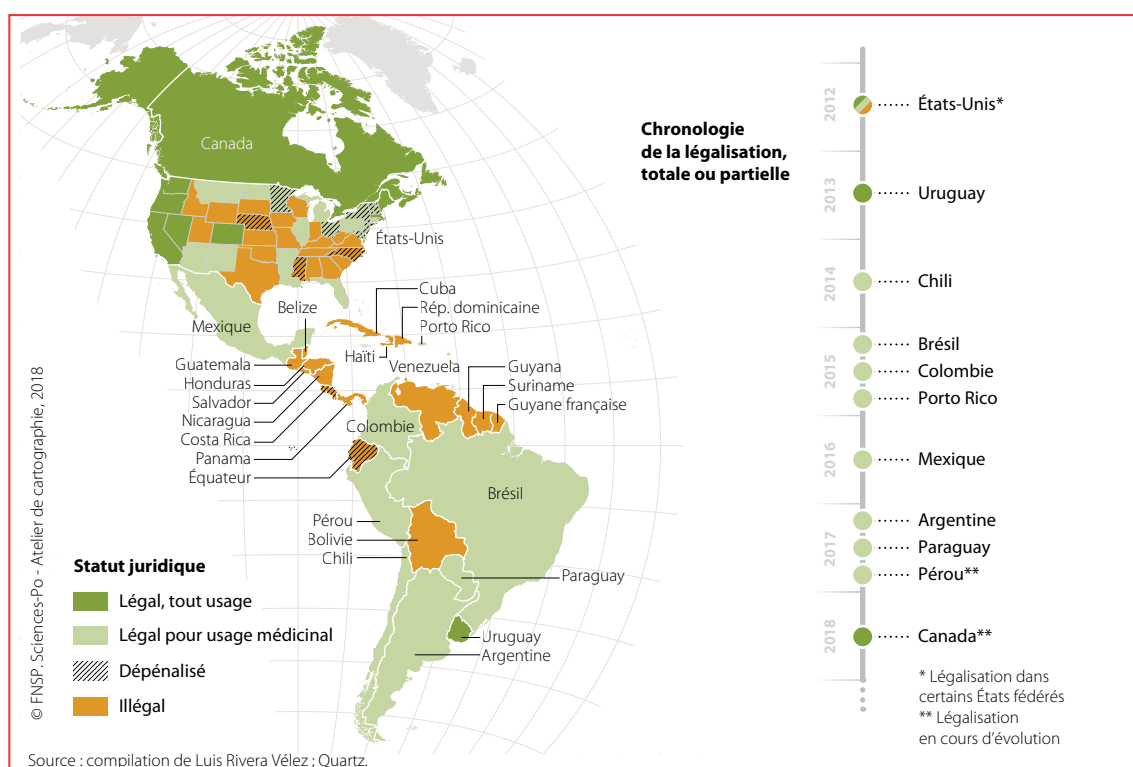 Canada
États-Unis
Mexique
Belize
Cuba
Rép. dominicaine
Porto Rico
Haïti
Venezuela
Guyana
Suriname
Guyane française
Guatemala
Honduras
Salvador
Nicaragua
Costa Rica
Panama
Équateur
Colombie
Brésil
Pérou
Bolivie
Chili
Paraguay
Uruguay
Argentine
Statut juridique
Légal, tout usage
Légal pour usage médicinal
Dépénalisé
Illégal
© FNSP. Sciences-Po - Atelier de cartographie, 2018
Source : compilation de Luis Rivera Vélez ; Quartz.
Chronologie
de la légalisation,
totale ou partielle
2012
États-Unis*
2013
Uruguay
2014
Chili
2015
Brésil
Colombie
Porto Rico
2016
Mexique
2017
Argentine
Paraguay
Pérou**
2018
Canada**
* Légalisation dans
certains États fédérés
** Légalisation
en cours d'évolution